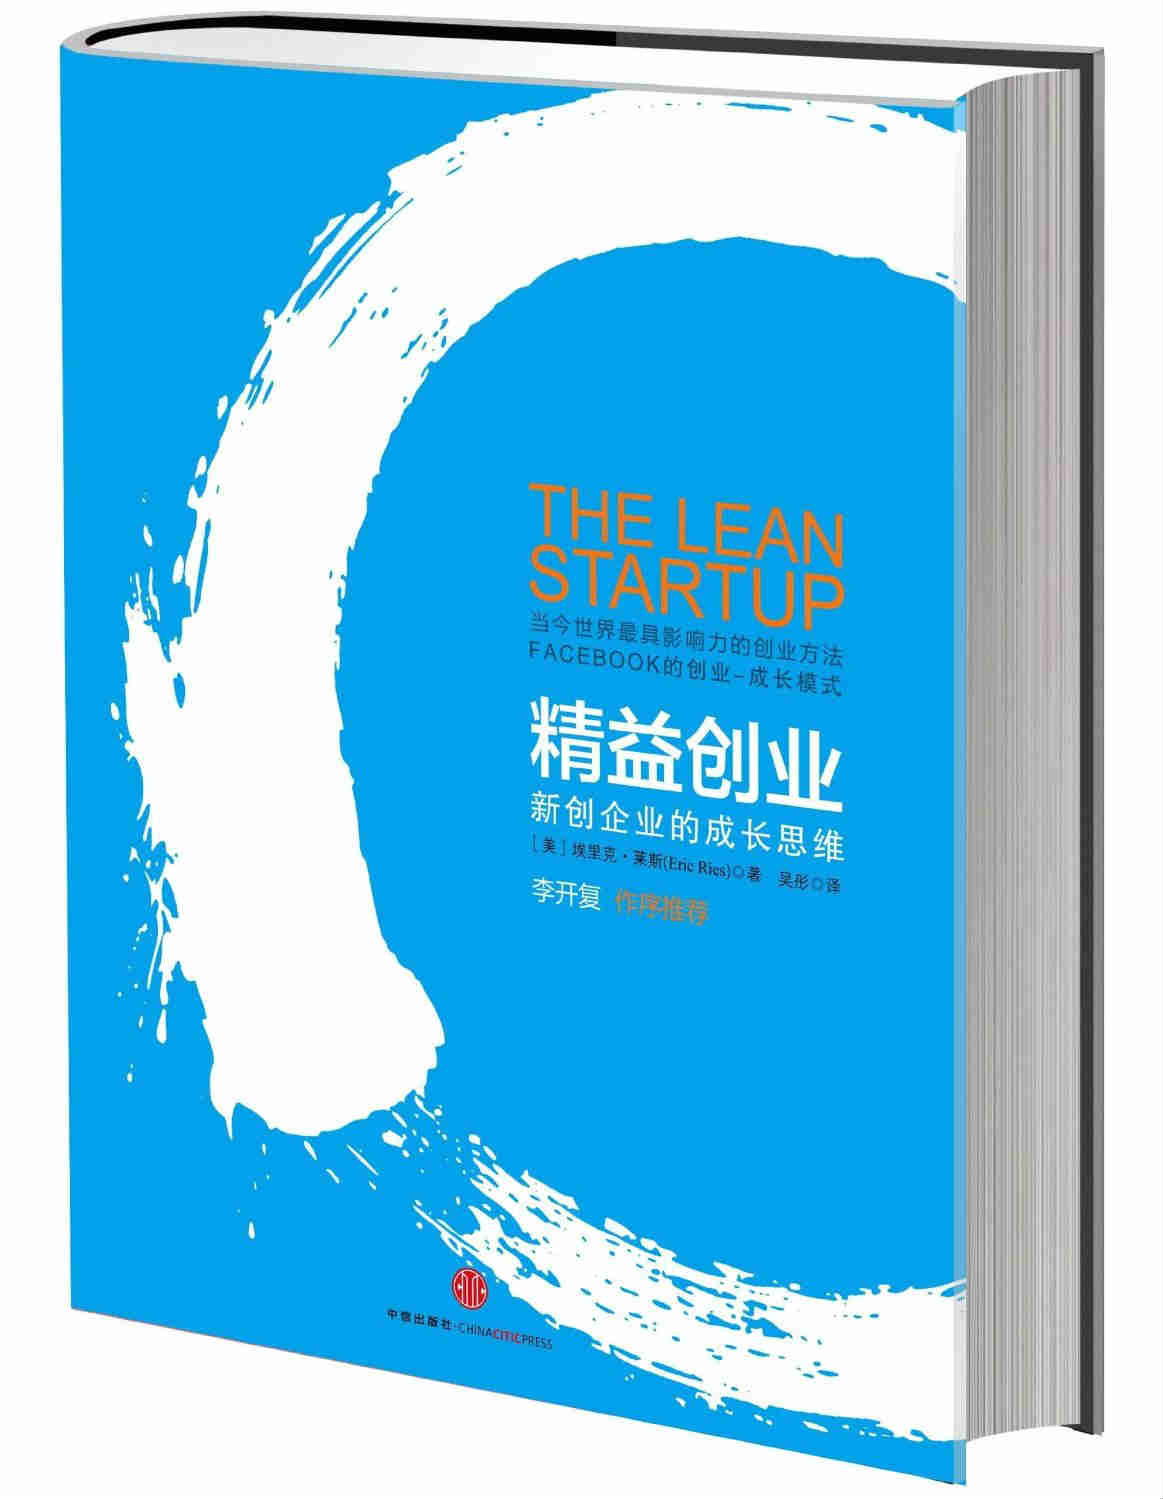 THE LEAN
STARTUP
当今世界最具影响力的创业方法
FACEBOOK的创业-成长模式
精益创业
新创企业的成长思维
［美］埃里克·莱斯(Eric Ries)◎著 吴彤◎译
李开复 作序推荐
中信出版社·CHINACITICPRESS